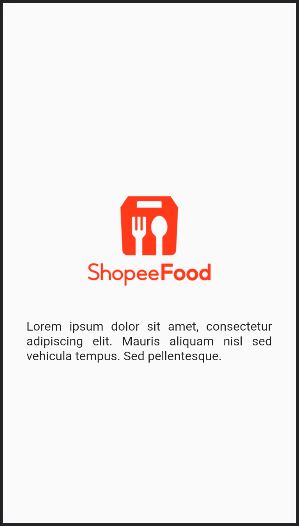 ShopeeFood
Lorem ipsum dolor sit amet, consectetur
adipiscing elit. Mauris aliquam nisl sed
vehicula tempus. Sed pellentesque.